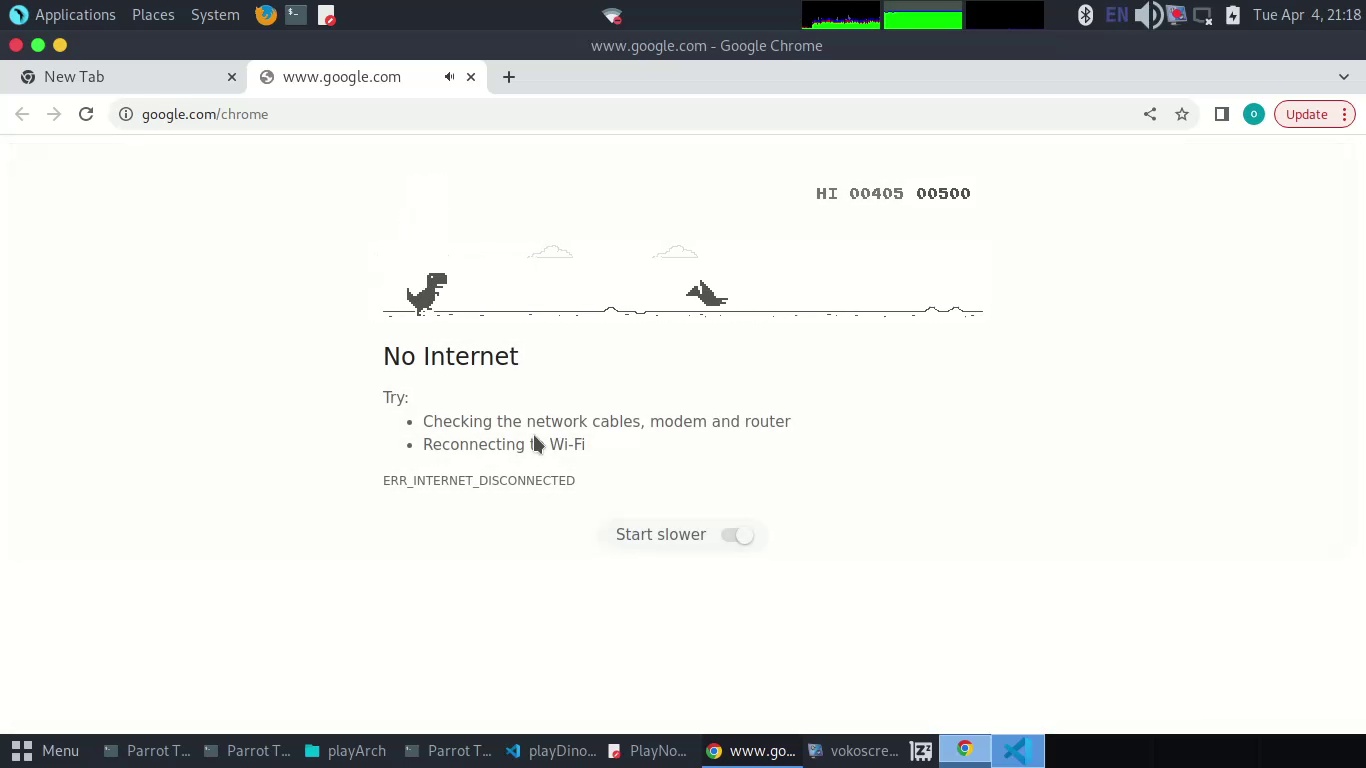 Applications Places System EN Tue Apr 4, 21:18
www.google.com - Google Chrome
New Tab www.google.com
google.com/chrome O Update
HI 00405 00500
No Internet
Try:
Checking the network cables, modem and router
Reconnecting to Wi-Fi
ERR_INTERNET_DISCONNECTED
Start slower
Menu Parrot T... Parrot T... playArch Parrot T... playDino... PlayNo... www.go... vokoscre...